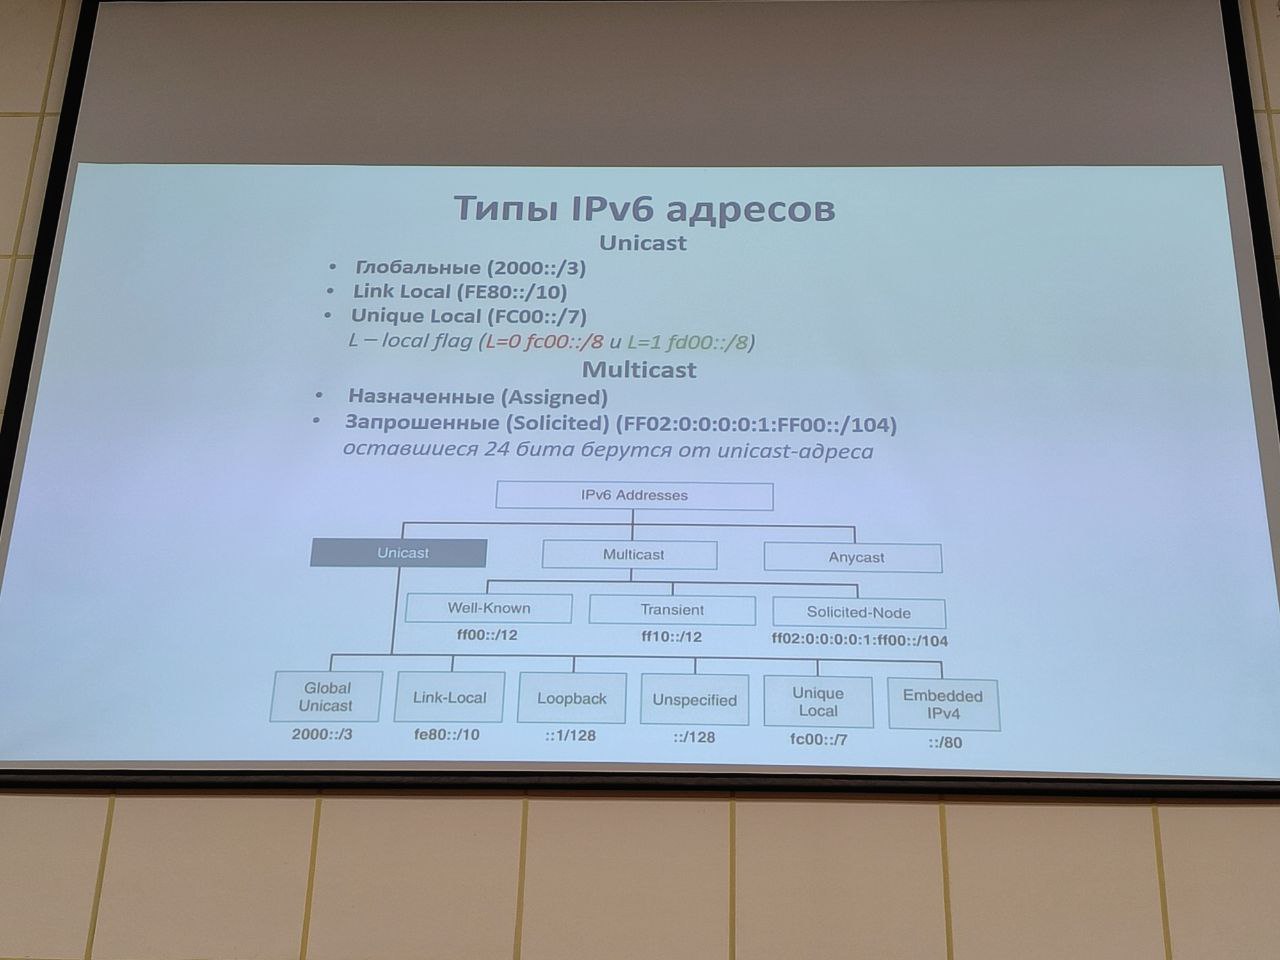 Типы IPv6 адресов
Unicast
• Глобальные (2000::/3)
• Link Local (FE80::/10)
• Unique Local (FC00::/7)
L – local flag (L=0 fc00::/8 и L=1 fd00::/8)
Multicast
• Назначенные (Assigned)
• Запрошенные (Solicited) (FF02:0:0:0:0:1:FF00::/104)
оставшиеся 24 бита берутся от unicast-адреса
IPv6 Addresses
Unicast
Multicast
Anycast
Well-Known
Transient
Solicited-Node
ff00::/12
ff10::/12
ff02:0:0:0:0:1:ff00::/104
Global
Unicast
Link-Local
Loopback
Unspecified
Unique
Local
Embedded
IPv4
2000::/3
fe80::/10
::1/128
::/128
fc00::/7
::/80